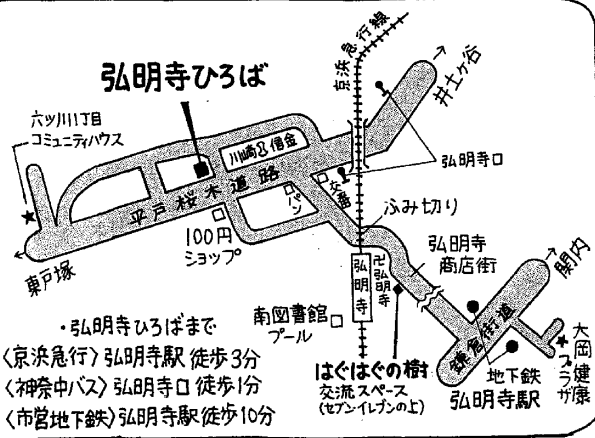 京浜急行線
井土ヶ谷
弘明寺ひろば
六ッ川1丁目
コミュニティハウス
川崎信金
弘明寺口
交番
パン
平戸桜木道路
ふみ切り
100円
ショップ
東戸塚
弘明寺
商店街
関内
弘明寺
卍弘明寺
南図書館
プール
鎌倉街道
大岡健康
プラザ
・弘明寺ひろばまで
〈京浜急行〉弘明寺駅 徒歩3分
〈神奈中バス〉弘明寺口 徒歩1分
〈市営地下鉄〉弘明寺駅徒歩10分
はぐはぐの樹
交流スペース
(セブンイレブンの上)
地下鉄
弘明寺駅